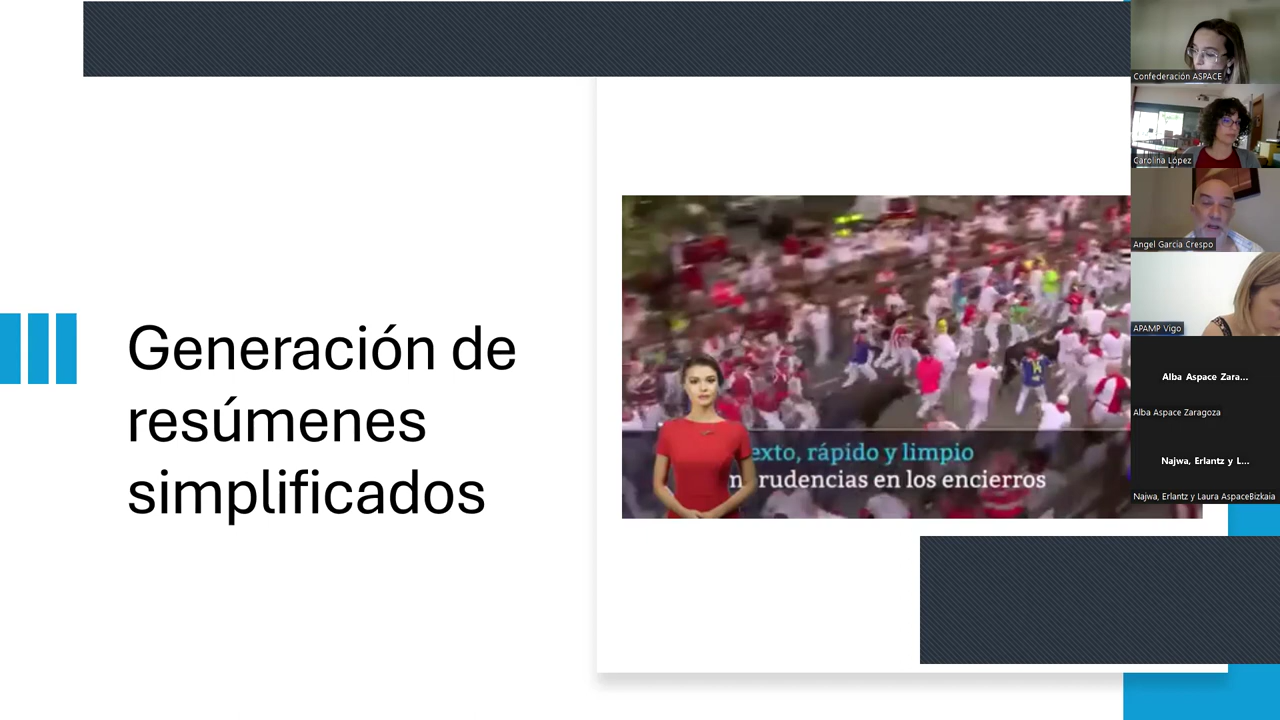 Generación de
resúmenes
simplificados
exto, rápido y limpio
rudencias en los encierros
Confederación ASPACE
Carolina López
Angel García Crespo
APAMP Vigo
Alba Aspace Zara...
Alba Aspace Zaragoza
Najwa, Erlantz y L...
Najwa, Erlantz y Laura AspaceBizkaia